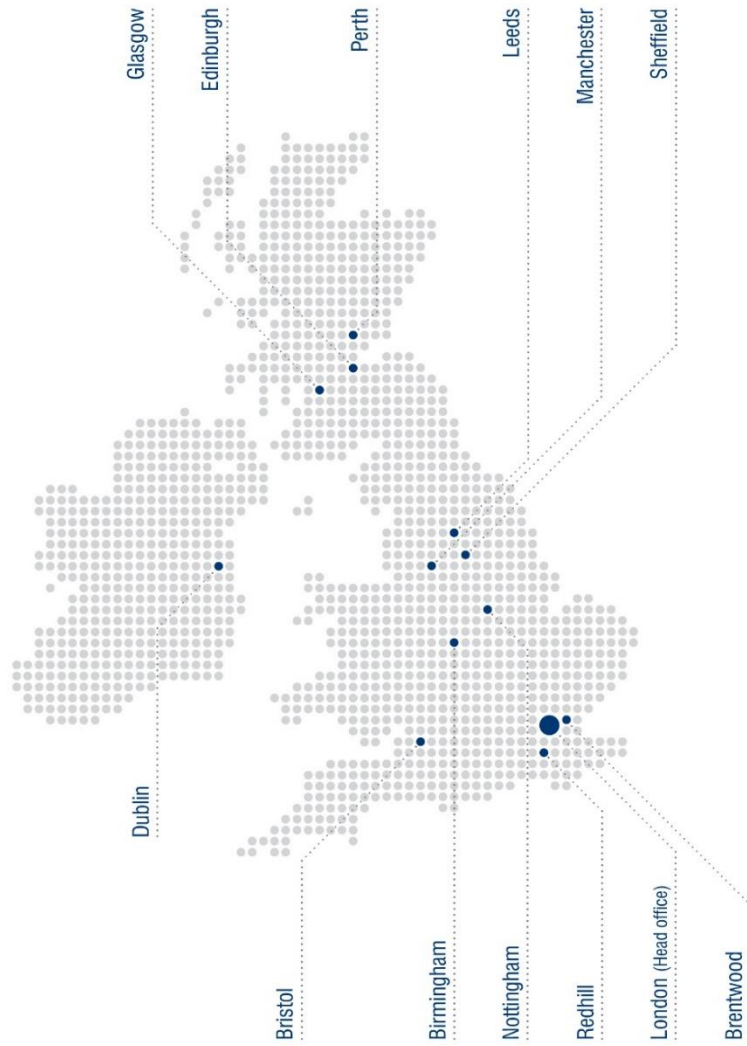 Glasgow
Edinburgh
Perth
Leeds
Manchester
Sheffield
Dublin
Bristol
Birmingham
Nottingham
Redhill
London (Head office)
Brentwood